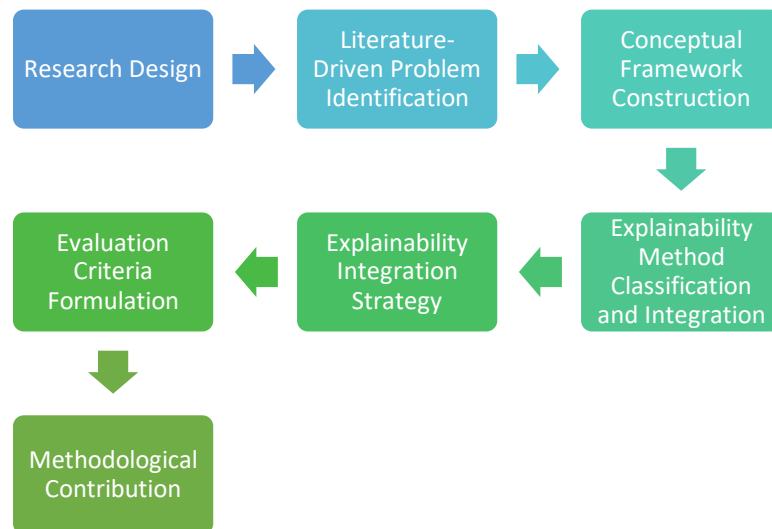 Research Design
Literature-
Driven Problem
Identification
Conceptual
Framework
Construction
Explainability
Method
Classification
and Integration
Explainability
Integration
Strategy
Evaluation
Criteria
Formulation
Methodological
Contribution